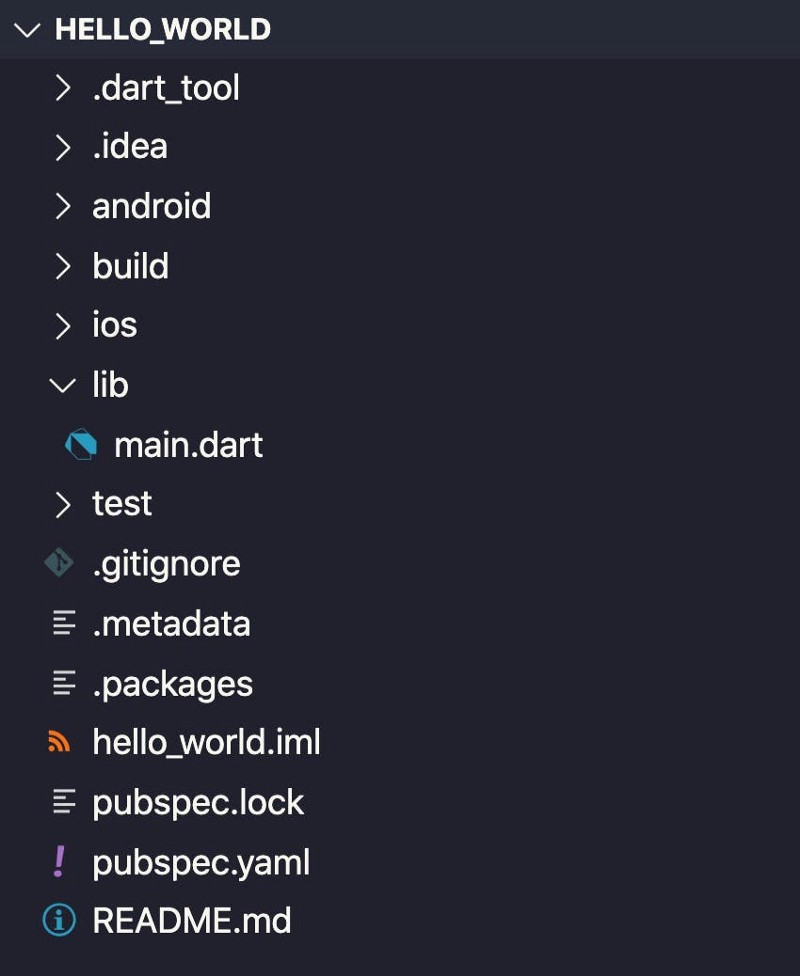 HELLO_WORLD
.dart_tool
.idea
android
build
ios
lib
main.dart
test
.gitignore
.metadata
.packages
hello_world.iml
pubspec.lock
pubspec.yaml
README.md